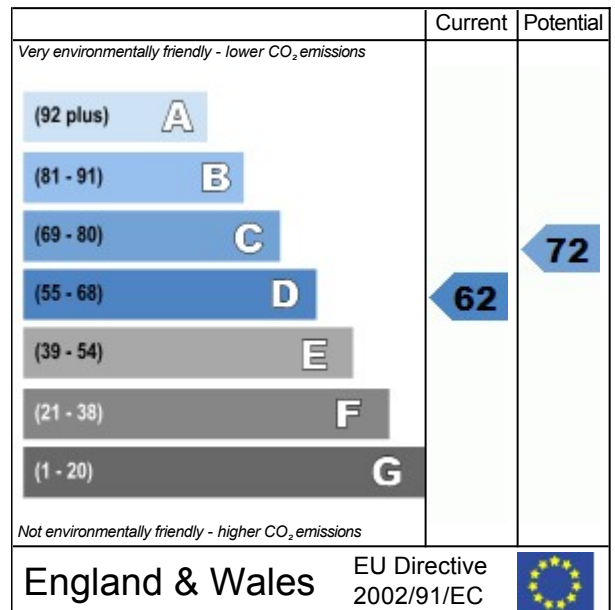 Current Potential
Very environmentally friendly - lower CO₂ emissions
(92 plus) A
(81 - 91) B
(69 - 80) C
72
(55 - 68) D
62
(39 - 54) E
(21 - 38) F
(1 - 20) G
Not environmentally friendly - higher CO₂ emissions
England & Wales
EU Directive
2002/91/EC